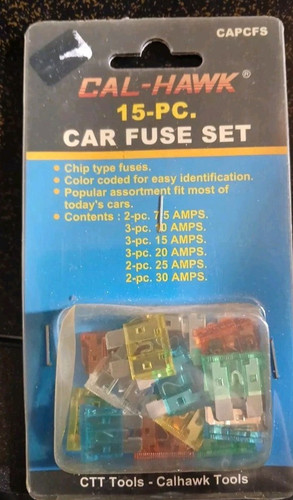 CAPCFS
CAL-HAWK®
15-PC.
CAR FUSE SET
• Chip type fuses.
• Color coded for easy identification.
• Popular assortment fit most of
today's cars.
• Contents : 2-pc. 7.5 AMPS.
3-pc. 10 AMPS.
3-pc. 15 AMPS.
3-pc. 20 AMPS.
2-pc. 25 AMPS.
2-pc. 30 AMPS.
CTT Tools - Calhawk Tools